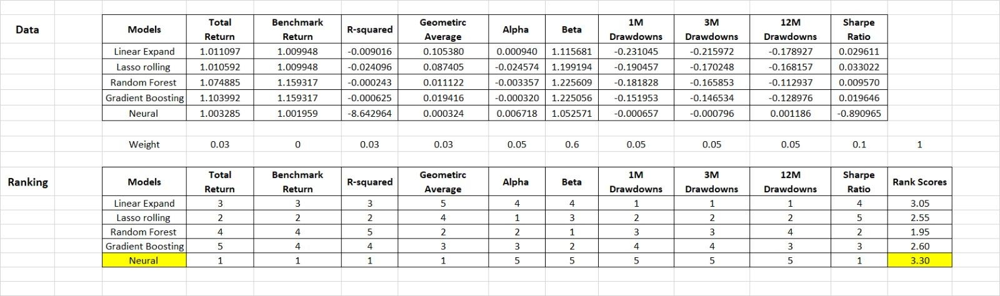 Data
Models Total Return Benchmark Return R-squared Geometirc Average Alpha Beta 1M Drawdowns 3M Drawdowns 12M Drawdowns Sharpe Ratio
Linear Expand 1.011097 1.009948 -0.009016 0.105380 0.000940 1.115681 -0.231045 -0.215972 -0.178927 0.029611
Lasso rolling 1.010592 1.009948 -0.024096 0.087405 -0.024574 1.199194 -0.190457 -0.170248 -0.168157 0.033022
Random Forest 1.074885 1.159317 -0.000243 0.011122 -0.003357 1.225609 -0.181828 -0.165853 -0.112937 0.009570
Gradient Boosting 1.103992 1.159317 -0.000625 0.019416 -0.000320 1.225056 -0.151953 -0.146534 -0.128976 0.019646
Neural 1.003285 1.001959 -8.642964 0.000324 0.006718 1.052571 -0.000657 -0.000796 0.001186 -0.890965
Weight 0.03 0 0.03 0.03 0.05 0.6 0.05 0.05 0.05 0.1 1
Ranking
Models Total Return Benchmark Return R-squared Geometirc Average Alpha Beta 1M Drawdowns 3M Drawdowns 12M Drawdowns Sharpe Ratio Rank Scores
Linear Expand 3 3 3 5 4 4 1 1 1 4 3.05
Lasso rolling 2 2 2 4 1 3 2 2 2 5 2.55
Random Forest 4 4 5 2 2 1 3 3 4 2 1.95
Gradient Boosting 5 4 4 3 3 2 4 4 3 3 2.60
Neural 1 1 1 1 5 5 5 5 5 1 3.30